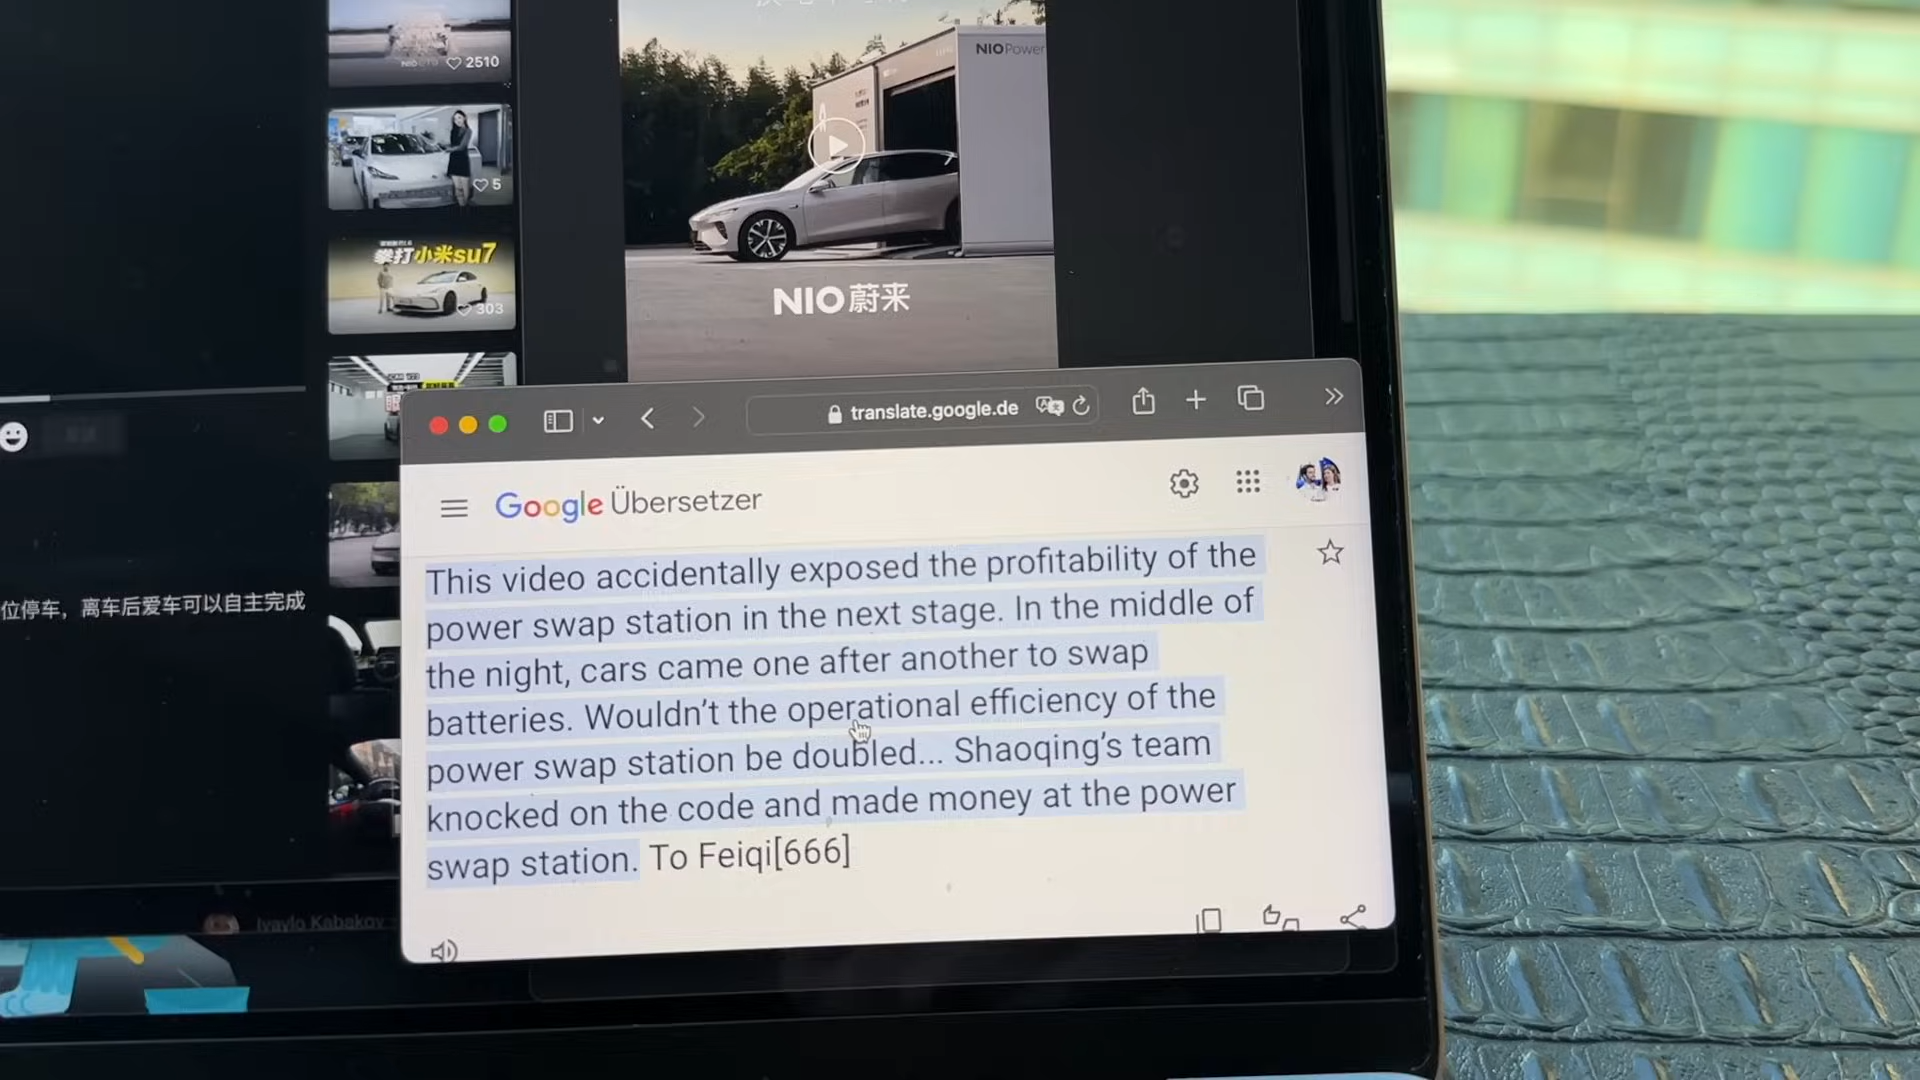 NIO
2510
NIOPower
5
拳打小米su7
303
NIO蔚来
translate.google.de
Google Übersetzer
This video accidentally exposed the profitability of the
power swap station in the next stage. In the middle of
the night, cars came one after another to swap
batteries. Wouldn't the operational efficiency of the
power swap station be doubled... Shaoqing's team
knocked on the code and made money at the power
swap station. To Feiqi[666]
位停车，离车后爱车可以自主完成
Ivaylo Kabakov